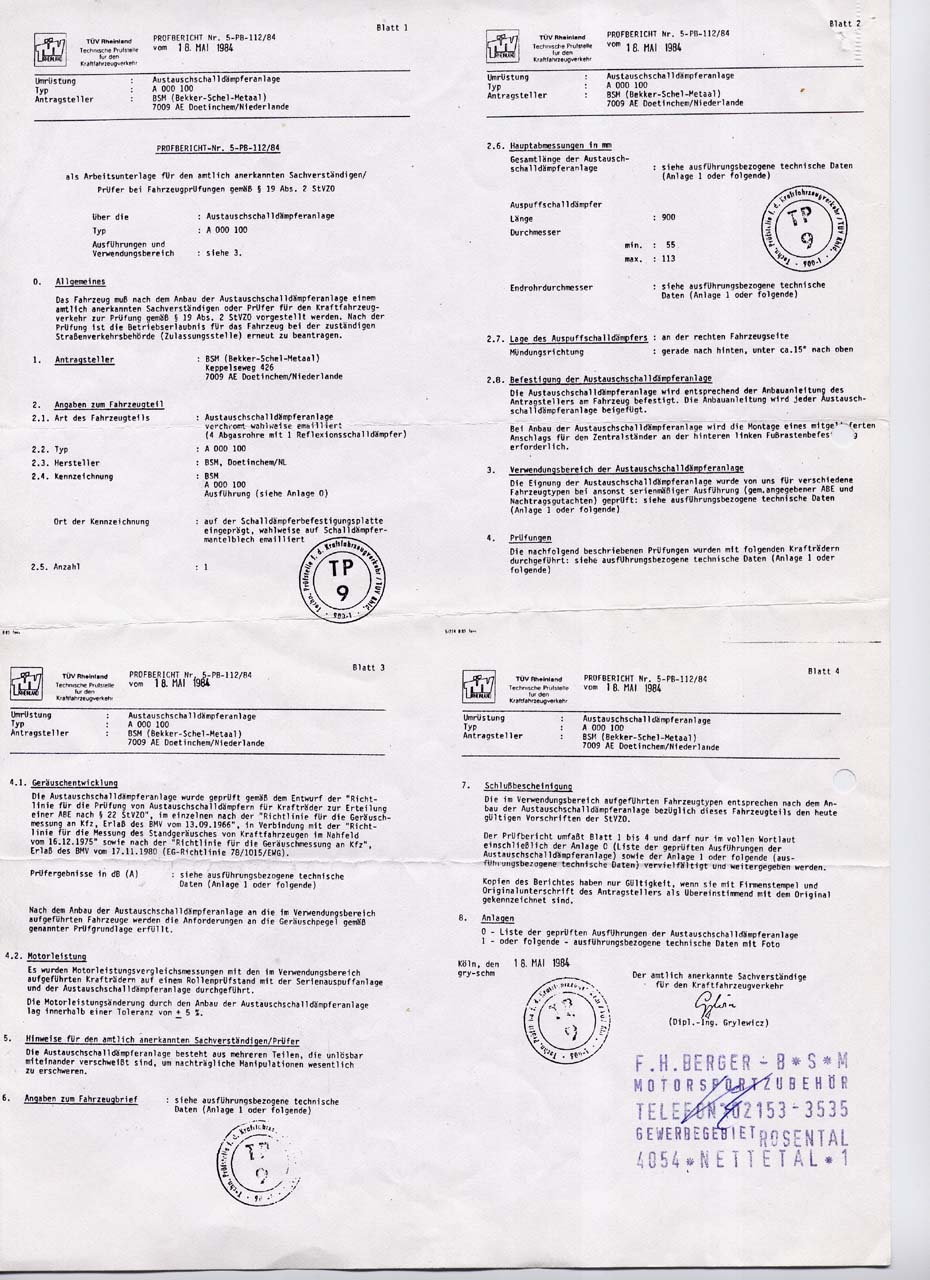 Blatt 1
TÜV Rheinland
Technische Prüfstelle
für den
Kraftfahrzeugverkehr
PRÜFBERICHT Nr. 5-PB-112/84
vom 18. MAI 1984
Umrüstung : Austauschschalldämpferanlage
Typ : A 000 100
Antragsteller : BSM (Bekker-Schel-Metaal)
7009 AE Doetinchem/Niederlande
PRÜFBERICHT-Nr. 5-PB-112/84
als Arbeitsunterlage für den amtlich anerkannten Sachverständigen/
Prüfer bei Fahrzeugprüfungen gemäß § 19 Abs. 2 StVZO
über die : Austauschschalldämpferanlage
Typ : A 000 100
Ausführungen und
Verwendungsbereich : siehe 3.
0. Allgemeines
Das Fahrzeug muß nach dem Anbau der Austauschschalldämpferanlage einem
amtlich anerkannten Sachverständigen oder Prüfer für den Kraftfahrzeug-
verkehr zur Prüfung gemäß § 19 Abs. 2 StVZO vorgestellt werden. Nach der
Prüfung ist die Betriebserlaubnis für das Fahrzeug bei der zuständigen
Straßenverkehrsbehörde (Zulassungsstelle) erneut zu beantragen.
1. Antragsteller : BSM (Bekker-Schel-Metaal)
Keppelseweg 426
7009 AE Doetinchem/Niederlande
2. Angaben zum Fahrzeugteil
2.1. Art des Fahrzeugteils : Austauschschalldämpferanlage
verchromt wahlweise emailliert
(4 Abgasrohre mit 1 Reflexionsschalldämpfer)
2.2. Typ : A 000 100
2.3. Hersteller : BSM, Doetinchem/NL
2.4. Kennzeichnung : BSM
A 000 100
Ausführung (siehe Anlage 0)
Ort der Kennzeichnung : auf der Schalldämpferbefestigungsplatte
eingeprägt, wahlweise auf Schalldämpfer-
mantelblech emailliert
2.5. Anzahl : 1
Techn. Prüfstelle f. d. Kraftfahrzeugverkehr / TÜV Rhld.
TP
9
Blatt 2
TÜV Rheinland
Technische Prüfstelle
für den
Kraftfahrzeugverkehr
PRÜFBERICHT Nr. 5-PB-112/84
vom 18. MAI 1984
Umrüstung : Austauschschalldämpferanlage
Typ : A 000 100
Antragsteller : BSM (Bekker-Schel-Metaal)
7009 AE Doetinchem/Niederlande
2.6. Hauptabmessungen in mm
Gesamtlänge der Austausch-
schalldämpferanlage : siehe ausführungsbezogene technische Daten
(Anlage 1 oder folgende)
Auspuffschalldämpfer
Länge : 900
Durchmesser
min. : 55
max. : 113
Techn. Prüfstelle f. d. Kraftfahrzeugverkehr / TÜV Rhld.
TP
9
Endrohrdurchmesser : siehe ausführungsbezogene technische
Daten (Anlage 1 oder folgende)
2.7. Lage des Auspuffschalldämpfers : an der rechten Fahrzeugseite
Mündungsrichtung : gerade nach hinten, unter ca.15° nach oben
2.8. Befestigung der Austauschschalldämpferanlage
Die Austauschschalldämpferanlage wird entsprechend der Anbauanleitung des
Antragstellers am Fahrzeug befestigt. Die Anbauanleitung wird jeder Austausch-
schalldämpferanlage beigefügt.
Bei Anbau der Austauschschalldämpferanlage wird die Montage eines mitgelieferten
Anschlags für den Zentralständer an der hinteren linken
erforderlich.
3. Verwendungsbereich der Austauschschalldämpferanlage
Die Eignung der Austauschschalldämpferanlage wurde von uns für verschiedene
Fahrzeugtypen bei ansonst serienmäßiger Ausführung (gem.angegebener ABE und
Nachtragsgutachten) geprüft: siehe ausführungsbezogene technische Daten
(Anlage 1 oder folgende)
4. Prüfungen
Die nachfolgend beschriebenen Prüfungen wurden mit folgenden Krafträdern
durchgeführt: siehe ausführungsbezogene technische Daten (Anlage 1 oder
folgende)
Blatt 3
TÜV Rheinland
Technische Prüfstelle
für den
Kraftfahrzeugverkehr
PRÜFBERICHT Nr. 5-PB-112/84
vom 18. MAI 1984
Umrüstung : Austauschschalldämpferanlage
Typ : A 000 100
Antragsteller : BSM (Bekker-Schel-Metaal)
7009 AE Doetinchem/Niederlande
4.1. Geräuschentwicklung
Die Austauschschalldämpferanlage wurde geprüft gemäß dem Entwurf der "Richt-
linie für die Prüfung von Austauschschalldämpfern für Krafträder zur Erteilung
einer ABE nach § 22 StVZO", im einzelnen nach der "Richtlinie für die Geräusch-
messung an Kfz, Erlaß des BMV vom 13.09.1966", in Verbindung mit der "Richt-
linie für die Messung des Standgeräusches von Kraftfahrzeugen im Nahfeld
vom 16.12.1975" sowie nach der "Richtlinie für die Geräuschmessung an Kfz",
Erlaß des BMV vom 17.11.1980 (EG-Richtlinie 78/1015/EWG).
Prüfergebnisse in dB (A) : siehe ausführungsbezogene technische
Daten (Anlage 1 oder folgende)
Nach dem Anbau der Austauschschalldämpferanlage an die im Verwendungsbereich
aufgeführten Fahrzeuge werden die Anforderungen an die Geräuschpegel gemäß
genannter Prüfgrundlage erfüllt.
4.2. Motorleistung
Es wurden Motorleistungsvergleichsmessungen mit den im Verwendungsbereich
aufgeführten Krafträdern auf einem Rollenprüfstand mit der Serienauspuffanlage
und der Austauschschalldämpferanlage durchgeführt.
Die Motorleistungsänderung durch den Anbau der Austauschschalldämpferanlage
lag innerhalb einer Toleranz von ± 5 %.
5. Hinweise für den amtlich anerkannten Sachverständigen/Prüfer
Die Austauschschalldämpferanlage besteht aus mehreren Teilen, die unlösbar
miteinander verschweißt sind, um nachträgliche Manipulationen wesentlich
zu erschweren.
6. Angaben zum Fahrzeugbrief : siehe ausführungsbezogene technische
Daten (Anlage 1 oder folgende)
TP
9
Blatt 4
TÜV Rheinland
Technische Prüfstelle
für den
Kraftfahrzeugverkehr
PRÜFBERICHT Nr. 5-PB-112/84
vom 18. MAI 1984
Umrüstung : Austauschschalldämpferanlage
Typ : A 000 100
Antragsteller : BSM (Bekker-Schel-Metaal)
7009 AE Doetinchem/Niederlande
7. Schlußbescheinigung
Die im Verwendungsbereich aufgeführten Fahrzeugtypen entsprechen nach dem An-
bau der Austauschschalldämpferanlage bezüglich dieses Fahrzeugteils den heute
gültigen Vorschriften der StVZO.
Der Prüfbericht umfaßt Blatt 1 bis 4 und darf nur im vollen Wortlaut
einschließlich der Anlage 0 (Liste der geprüften Ausführungen der
Austauschschalldämpferanlage) sowie der Anlage 1 oder folgende (aus-
führungsbezogene technische Daten) vervielfältigt und weitergegeben werden.
Kopien des Berichtes haben nur Gültigkeit, wenn sie mit Firmenstempel und
Originalunterschrift des Antragstellers als Übereinstimmend mit dem Original
gekennzeichnet sind.
8. Anlagen
0 - Liste der geprüften Ausführungen der Austauschschalldämpferanlage
1 - oder folgende - ausführungsbezogene technische Daten mit Foto
Köln, den 18. MAI 1984
gry-schm
Der amtlich anerkannte Sachverständige
für den Kraftfahrzeugverkehr
(Dipl.-Ing. Grylewicz)
TP
9
F.H.BERGER - B*S*M
MOTORSPORTZUBEHÖR
TELEFON 02153-3535
GEWERBEGEBIET ROSENTAL
4054*NETTETAL*1